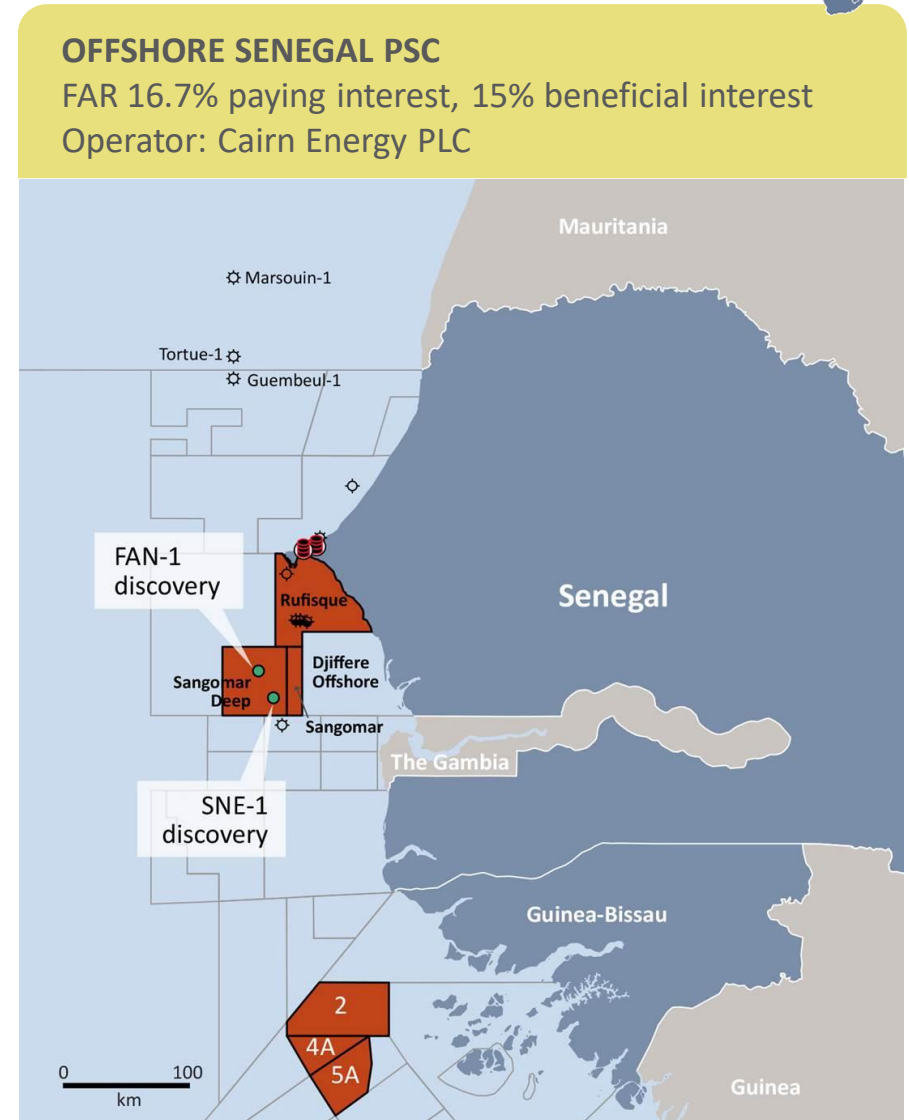 OFFSHORE SENEGAL PSC
FAR 16.7% paying interest, 15% beneficial interest
Operator: Cairn Energy PLC
Mauritania
Marsouin-1
Tortue-1
Guembeul-1
FAN-1
discovery
Senegal
Rufisque
Djiffere
Offshore
Sangomar
Deep
Sangomar
The Gambia
SNE-1
discovery
Guinea-Bissau
2
4A
5A
0 100
km
Guinea